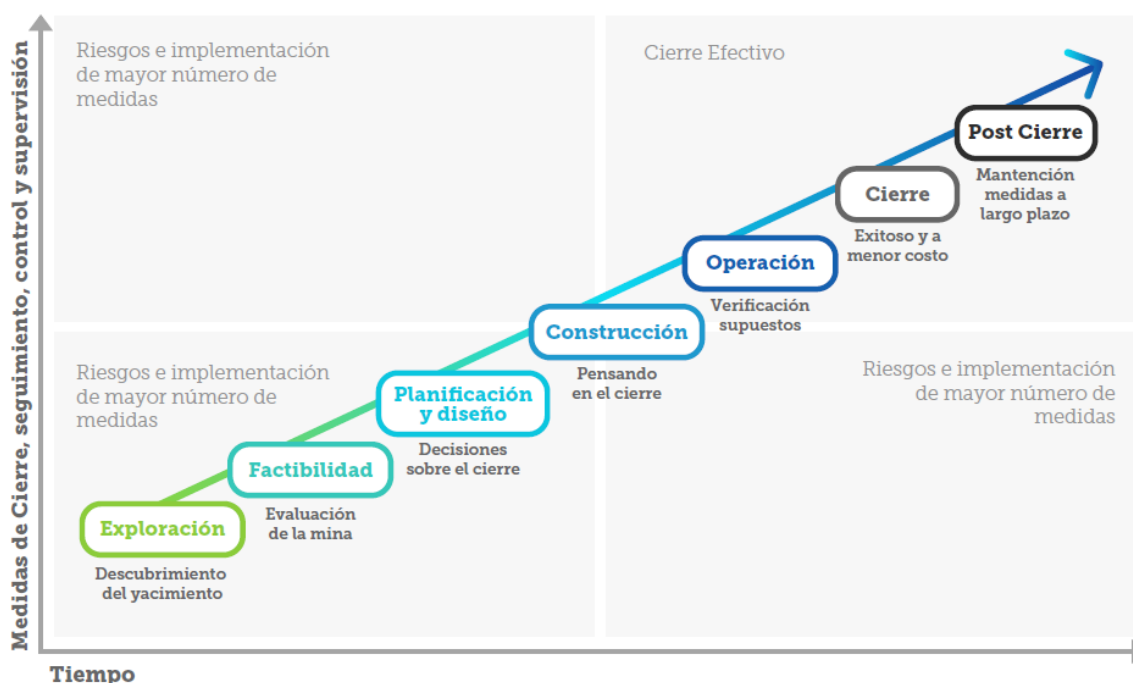 Medidas de Cierre, seguimiento, control y supervisión
Riesgos e implementación
de mayor número de
medidas
Cierre Efectivo
Post Cierre
Mantención
medidas a
largo plazo
Cierre
Exitoso y a
menor costo
Operación
Verificación
supuestos
Construcción
Pensando
en el cierre
Riesgos e implementación
de mayor número de
medidas
Riesgos e implementación
de mayor número de
medidas
Planificación
y diseño
Decisiones
sobre el cierre
Factibilidad
Evaluación
de la mina
Exploración
Descubrimiento
del yacimiento
Tiempo